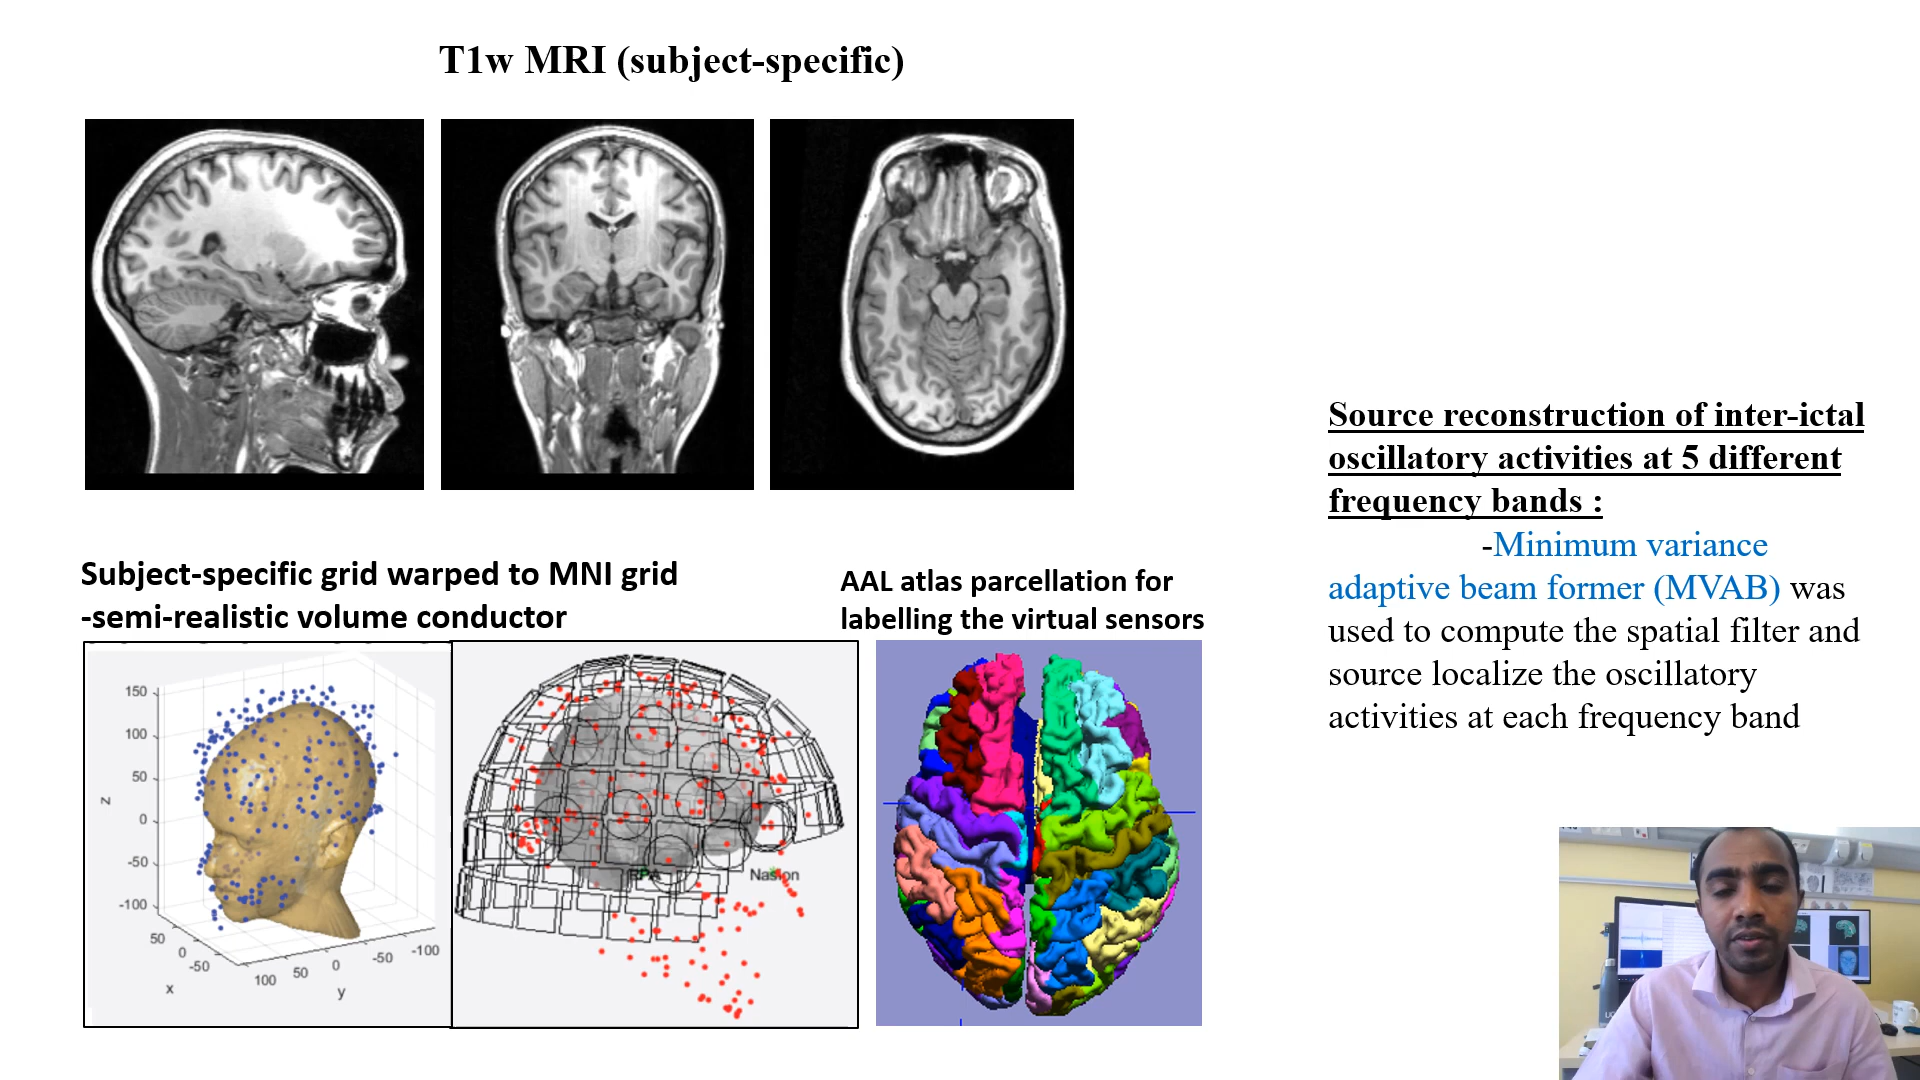 T1w MRI (subject-specific)
Subject-specific grid warped to MNI grid
-semi-realistic volume conductor
AAL atlas parcellation for
labelling the virtual sensors
150
100
50
0
-50
-100
z
50
0
-50
x
100
50
0
-50
-100
y
RPA
Nasion
Source reconstruction of inter-ictal
oscillatory activities at 5 different
frequency bands :
-Minimum variance
adaptive beam former (MVAB) was
used to compute the spatial filter and
source localize the oscillatory
activities at each frequency band